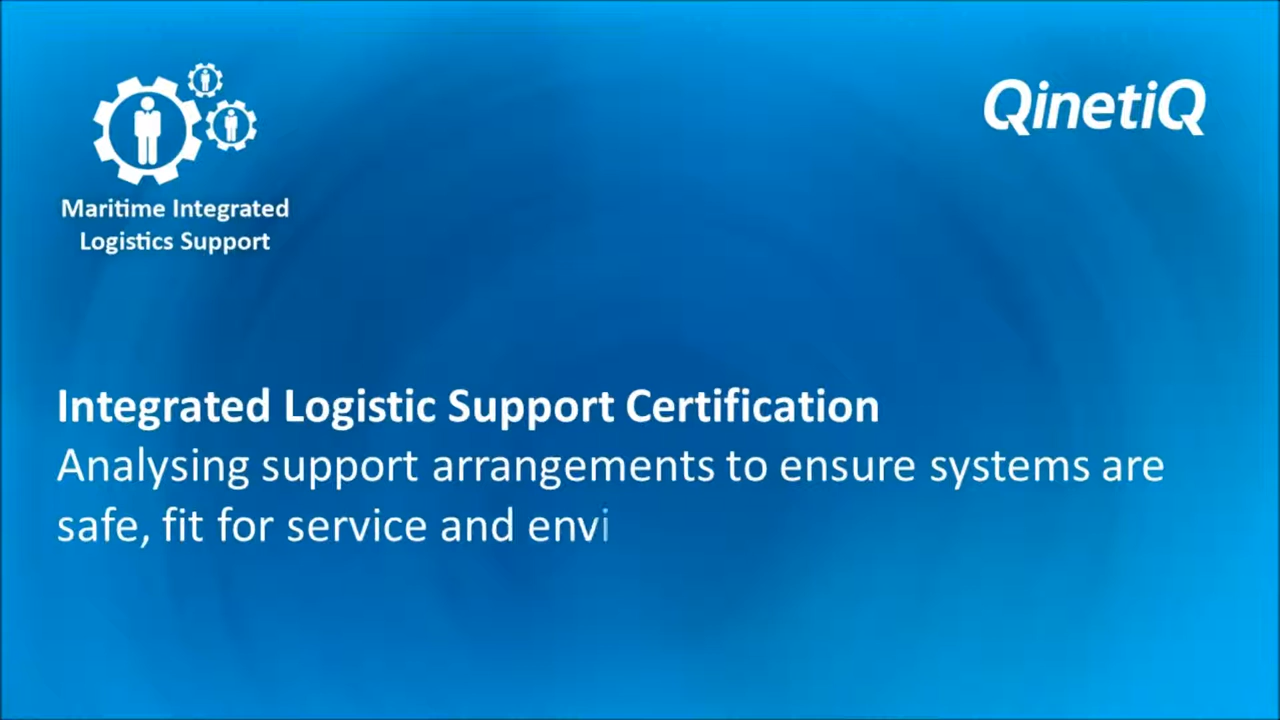 QinetiQ
Maritime Integrated
Logistics Support
Integrated Logistic Support Certification
Analysing support arrangements to ensure systems are
safe, fit for service and envi